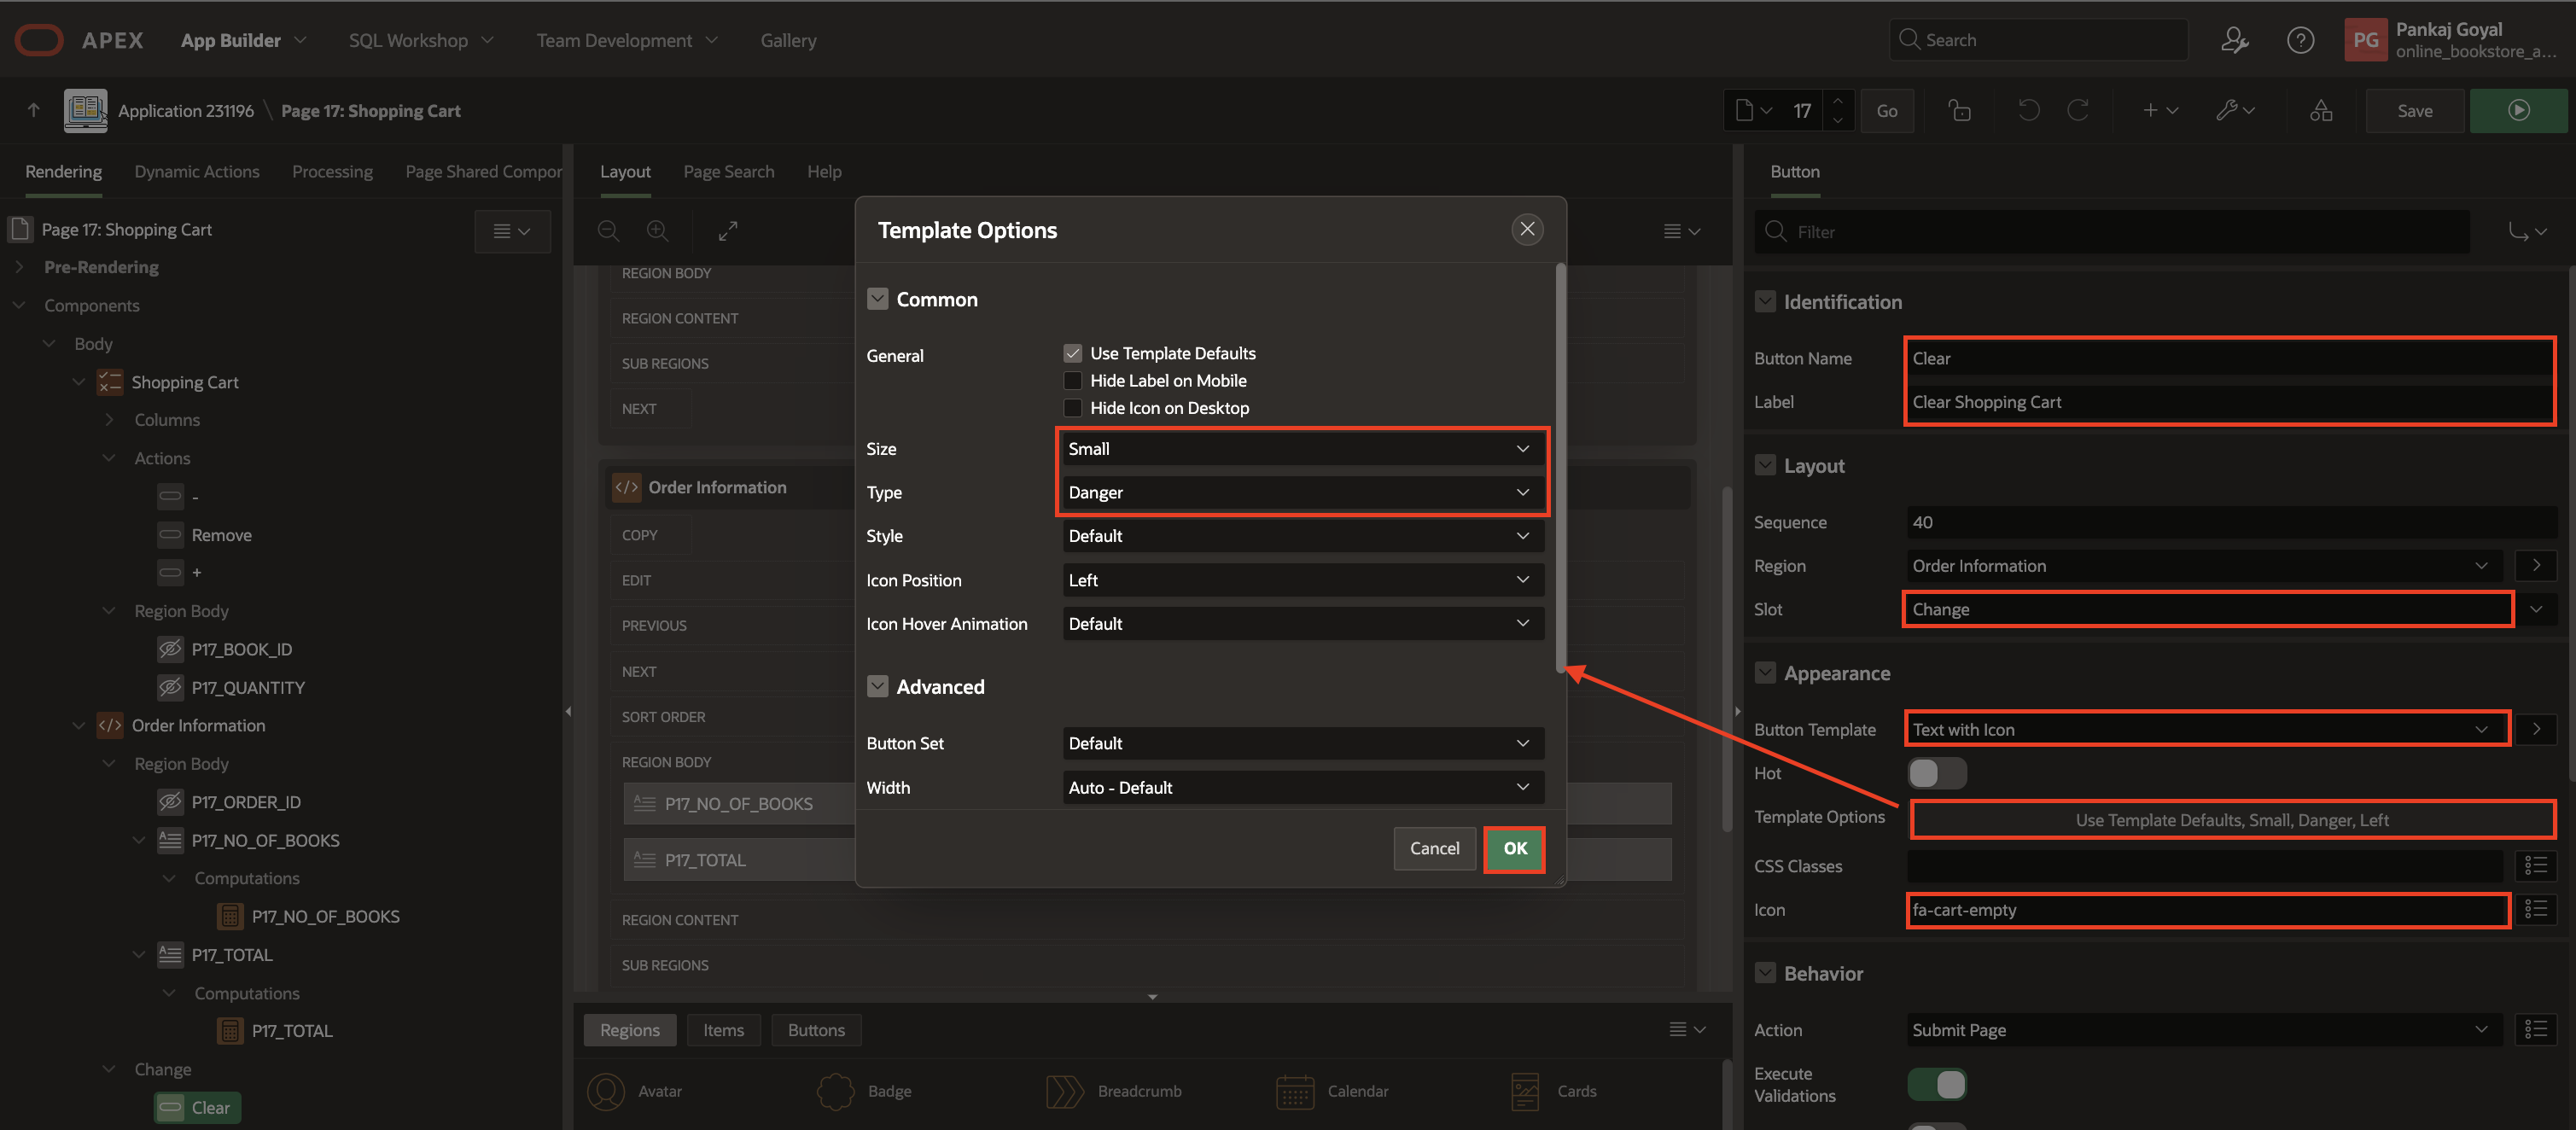 APEX App Builder SQL Workshop Team Development Gallery Search PG Pankaj Goyal
online_bookstore_a...
Application 231196 \ Page 17: Shopping Cart 17 Go Save
Rendering Dynamic Actions Processing Page Shared Compor
Page 17: Shopping Cart
Pre-Rendering
Components
Body
Shopping Cart
Columns
Actions
-
Remove
+
Region Body
P17_BOOK_ID
P17_QUANTITY
Order Information
Region Body
P17_ORDER_ID
P17_NO_OF_BOOKS
Computations
P17_NO_OF_BOOKS
P17_TOTAL
Computations
P17_TOTAL
Change
Clear
Layout Page Search Help
REGION BODY
REGION CONTENT
SUB REGIONS
NEXT
Order Information
COPY
EDIT
PREVIOUS
NEXT
SORT ORDER
REGION BODY
P17_NO_OF_BOOKS
P17_TOTAL
REGION CONTENT
SUB REGIONS
Regions Items Buttons
Avatar Badge Breadcrumb Calendar Cards
Template Options
Common
General Use Template Defaults
Hide Label on Mobile
Hide Icon on Desktop
Size Small
Type Danger
Style Default
Icon Position Left
Icon Hover Animation Default
Advanced
Button Set Default
Width Auto - Default
Cancel OK
Button
Filter
Identification
Button Name Clear
Label Clear Shopping Cart
Layout
Sequence 40
Region Order Information
Slot Change
Appearance
Button Template Text with Icon
Hot
Template Options Use Template Defaults, Small, Danger, Left
CSS Classes
Icon fa-cart-empty
Behavior
Action Submit Page
Execute
Validations